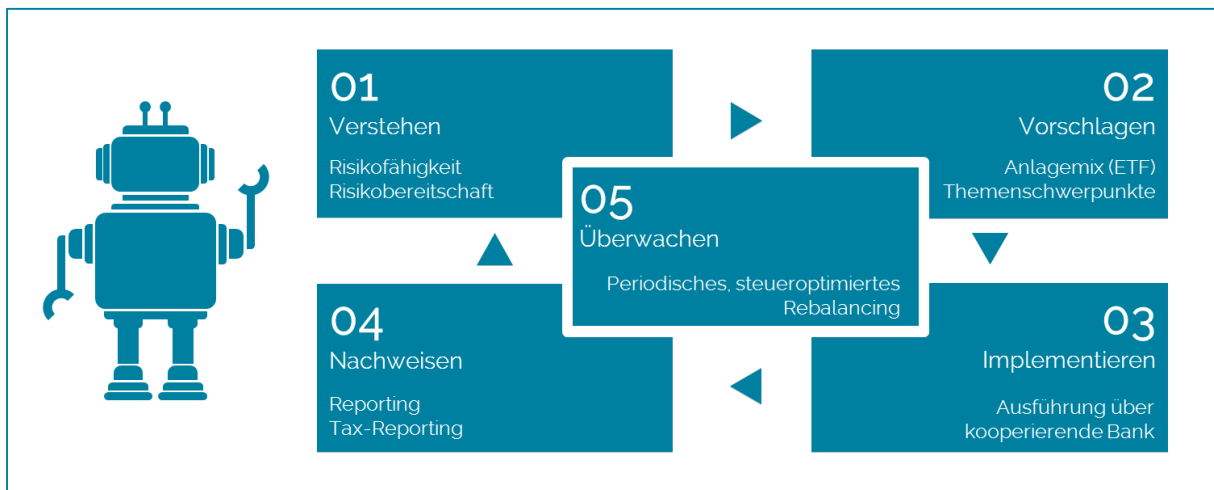 01
Verstehen
Risikofähigkeit
Risikobereitschaft
02
Vorschlagen
Anlagemix (ETF)
Themenschwerpunkte
03
Implementieren
Ausführung über
kooperierende Bank
04
Nachweisen
Reporting
Tax-Reporting
05
Überwachen
Periodisches, steueroptimiertes
Rebalancing